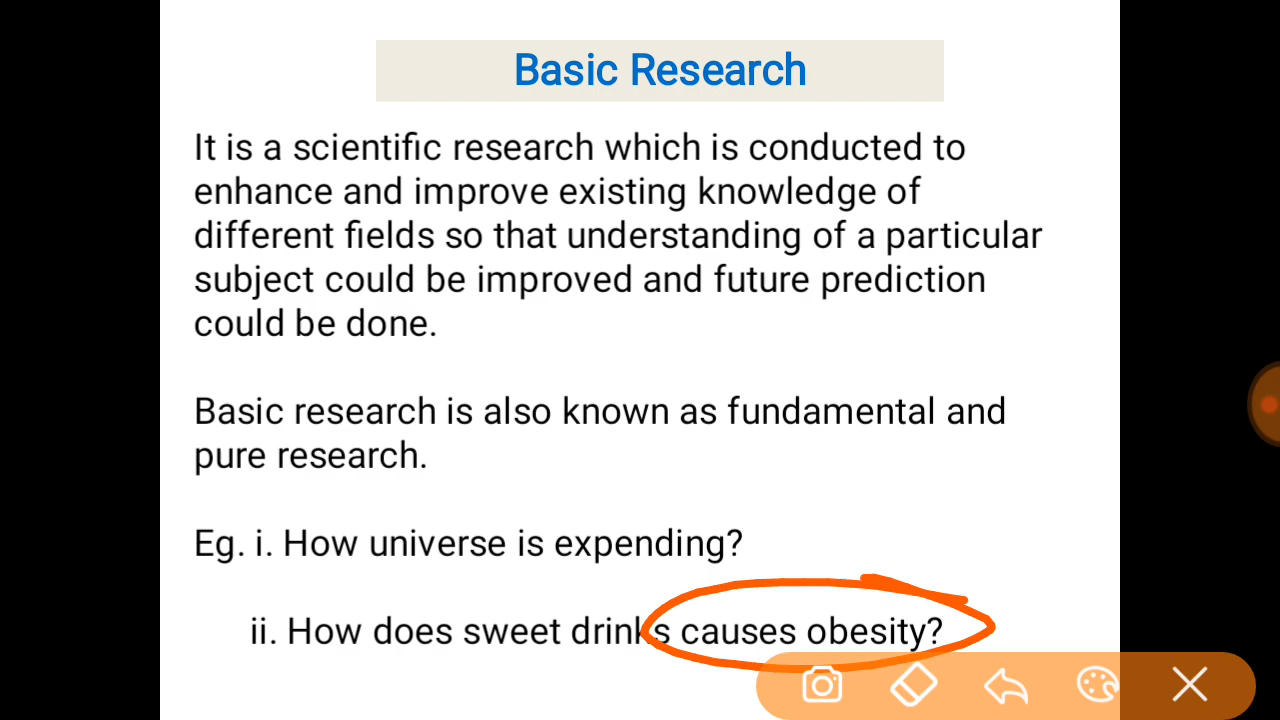 Basic Research
It is a scientific research which is conducted to
enhance and improve existing knowledge of
different fields so that understanding of a particular
subject could be improved and future prediction
could be done.
Basic research is also known as fundamental and
pure research.
Eg. i. How universe is expending?
ii. How does sweet drinks causes obesity?